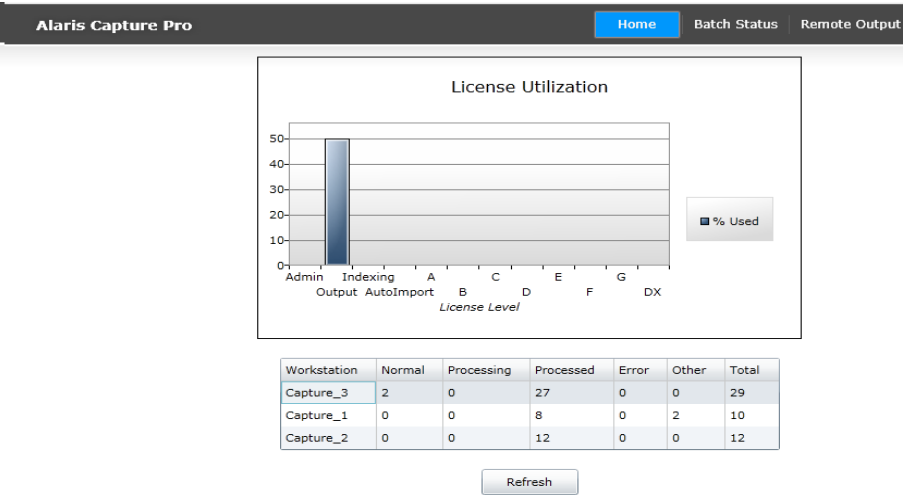 Alaris Capture Pro Home Batch Status Remote Output
License Utilization
50
40
30
20
10
0
Admin Indexing A C E G
Output AutoImport B D F DX
License Level
% Used
Workstation Normal Processing Processed Error Other Total
Capture_3 2 0 27 0 0 29
Capture_1 0 0 8 0 2 10
Capture_2 0 0 12 0 0 12
Refresh